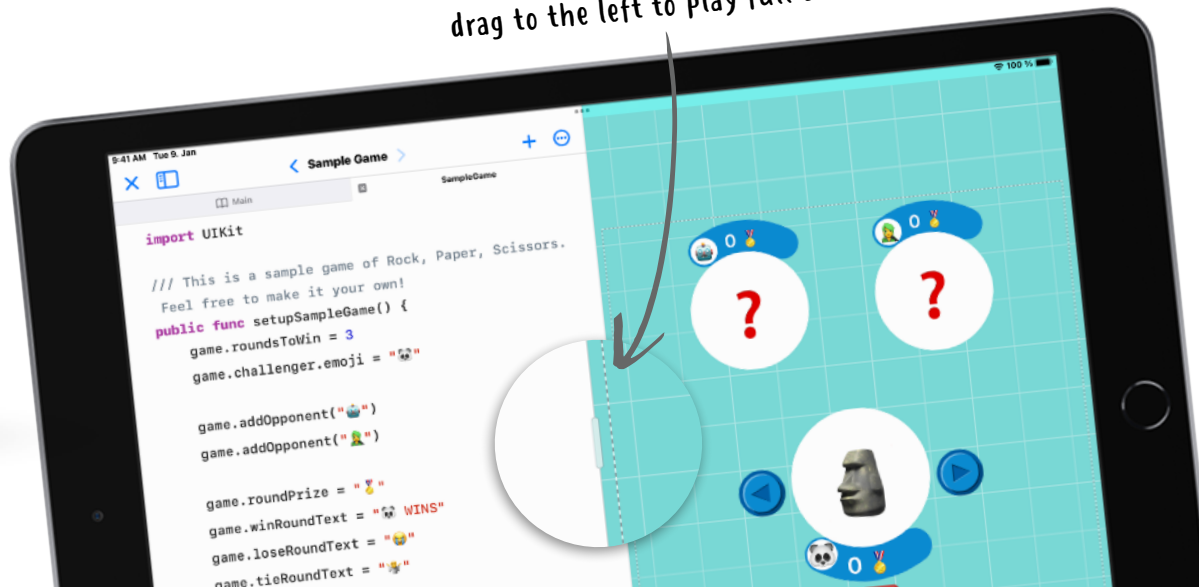 drag to the left to play
9:41 AM Tue 9. Jan
100 %
Sample Game
Main
SampleGame
import UIKit
/// This is a sample game of Rock, Paper, Scissors.
Feel free to make it your own!
public func setupSampleGame() {
game.roundsToWin = 3
game.challenger.emoji = "🐼"
game.addOpponent("🤖")
game.addOpponent("🧝‍♂️")
game.roundPrize = "🏅"
game.winRoundText = "🐼 WINS"
game.loseRoundText = "😭"
game.tieRoundText = "🤷"
0
?
0
?
0